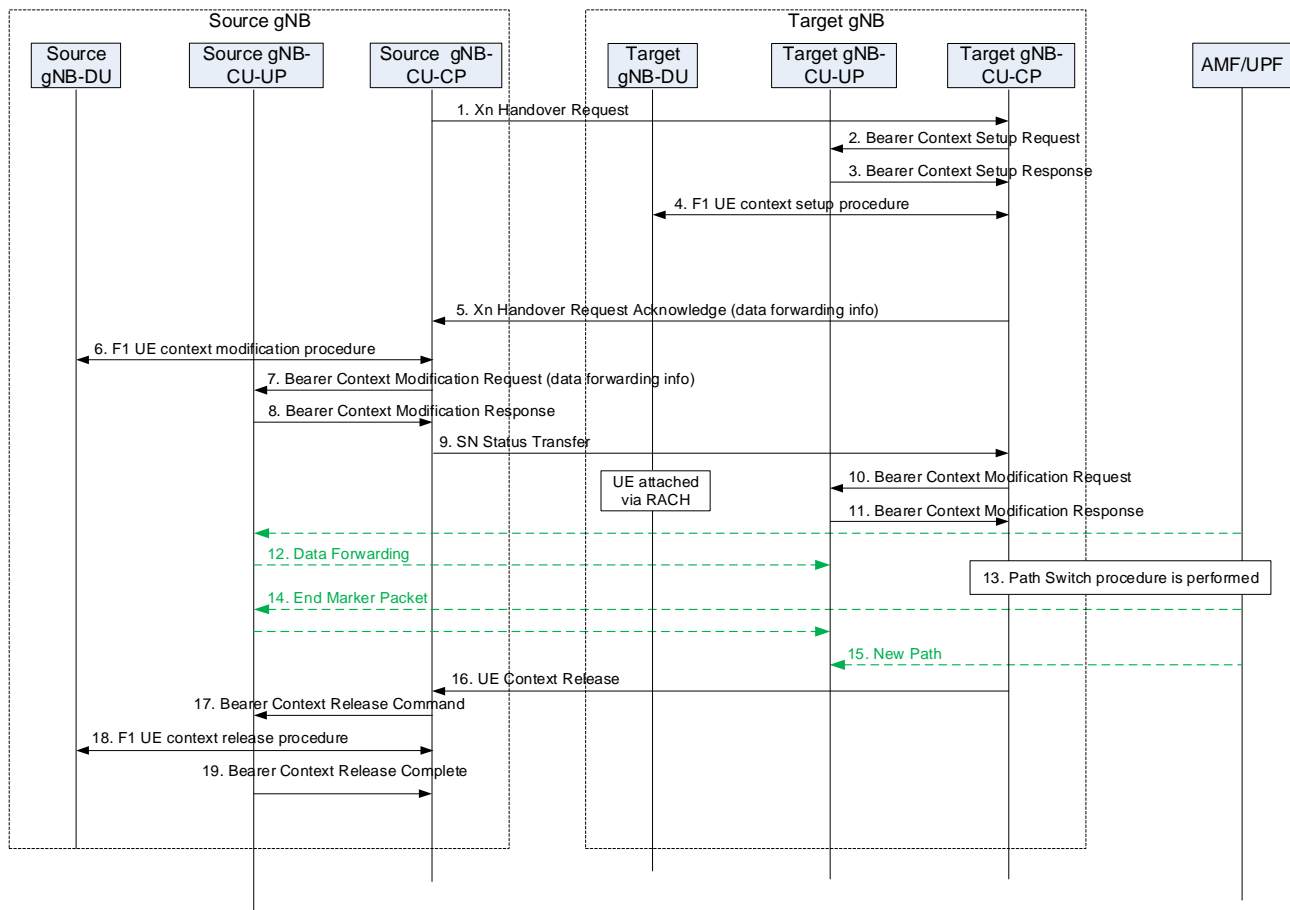 Source gNB
Target gNB
Source
gNB-DU
Source gNB-
CU-UP
Source gNB-
CU-CP
Target
gNB-DU
Target gNB-
CU-UP
Target gNB-
CU-CP
AMF/UPF
1. Xn Handover Request
2. Bearer Context Setup Request
3. Bearer Context Setup Response
4. F1 UE context setup procedure
5. Xn Handover Request Acknowledge (data forwarding info)
6. F1 UE context modification procedure
7. Bearer Context Modification Request (data forwarding info)
8. Bearer Context Modification Response
9. SN Status Transfer
UE attached
via RACH
10. Bearer Context Modification Request
11. Bearer Context Modification Response
12. Data Forwarding
13. Path Switch procedure is performed
14. End Marker Packet
15. New Path
16. UE Context Release
17. Bearer Context Release Command
18. F1 UE context release procedure
19. Bearer Context Release Complete